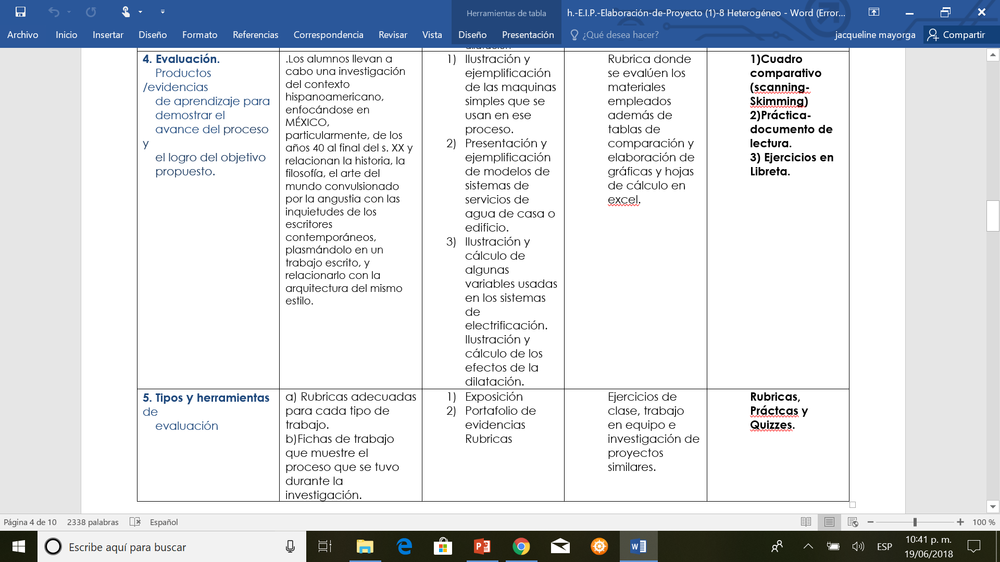 Herramientas de tabla
h.-E.I.P.-Elaboración-de-Proyecto (1)-8 Heterogéneo - Word (Error...
Archivo Inicio Insertar Diseño Formato Referencias Correspondencia Revisar Vista Diseño Presentación ¿Qué desea hacer? jacqueline mayorga Compartir
4. Evaluación.
Productos
/evidencias
de aprendizaje para
demostrar el
avance del proceso
y
el logro del objetivo
propuesto.
.Los alumnos llevan a
cabo una investigación
del contexto
hispanoamericano,
enfocándose en
MÉXICO,
particularmente, de los
años 40 al final del s. XX y
relacionan la historia, la
filosofía, el arte del
mundo convulsionado
por la angustia con las
inquietudes de los
escritores
contemporáneos,
plasmándolo en un
trabajo escrito, y
relacionarlo con la
arquitectura del mismo
estilo.
1) Ilustración y
ejemplificación
de las maquinas
simples que se
usan en ese
proceso.
2) Presentación y
ejemplificación
de modelos de
sistemas de
servicios de
agua de casa o
edificio.
3) Ilustración y
cálculo de
algunas
variables usadas
en los sistemas
de
electrificación.
Ilustración y
cálculo de los
efectos de la
dilatación.
Rubrica donde
se evalúen los
materiales
empleados
además de
tablas de
comparación y
elaboración de
gráficas y hojas
de cálculo en
excel.
1)Cuadro
comparativo
(scanning-
Skimming)
2)Práctica-
documento de
lectura.
3) Ejercicios en
Libreta.
5. Tipos y herramientas
de
evaluación
a) Rubricas adecuadas
para cada tipo de
trabajo.
b)Fichas de trabajo
que muestre el
proceso que se tuvo
durante la
investigación.
1) Exposición
2) Portafolio de
evidencias
Rubricas
Ejercicios de
clase, trabajo
en equipo e
investigación de
proyectos
similares.
Rubricas,
Práctcas y
Quizzes.
Página 4 de 10 2338 palabras Español 100 %
Escribe aquí para buscar
ESP
10:41 p. m.
19/06/2018